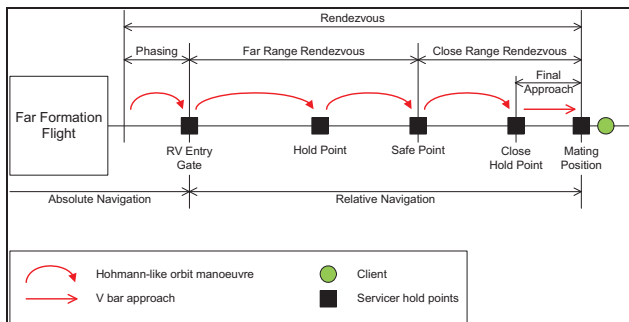 Rendezvous
Phasing
Far Range Rendezvous
Close Range Rendezvous
Final
Approach
Far Formation
Flight
RV Entry
Gate
Hold Point
Safe Point
Close
Hold Point
Mating
Position
Absolute Navigation
Relative Navigation
Hohmann-like orbit manoeuvre
Client
V bar approach
Servicer hold points